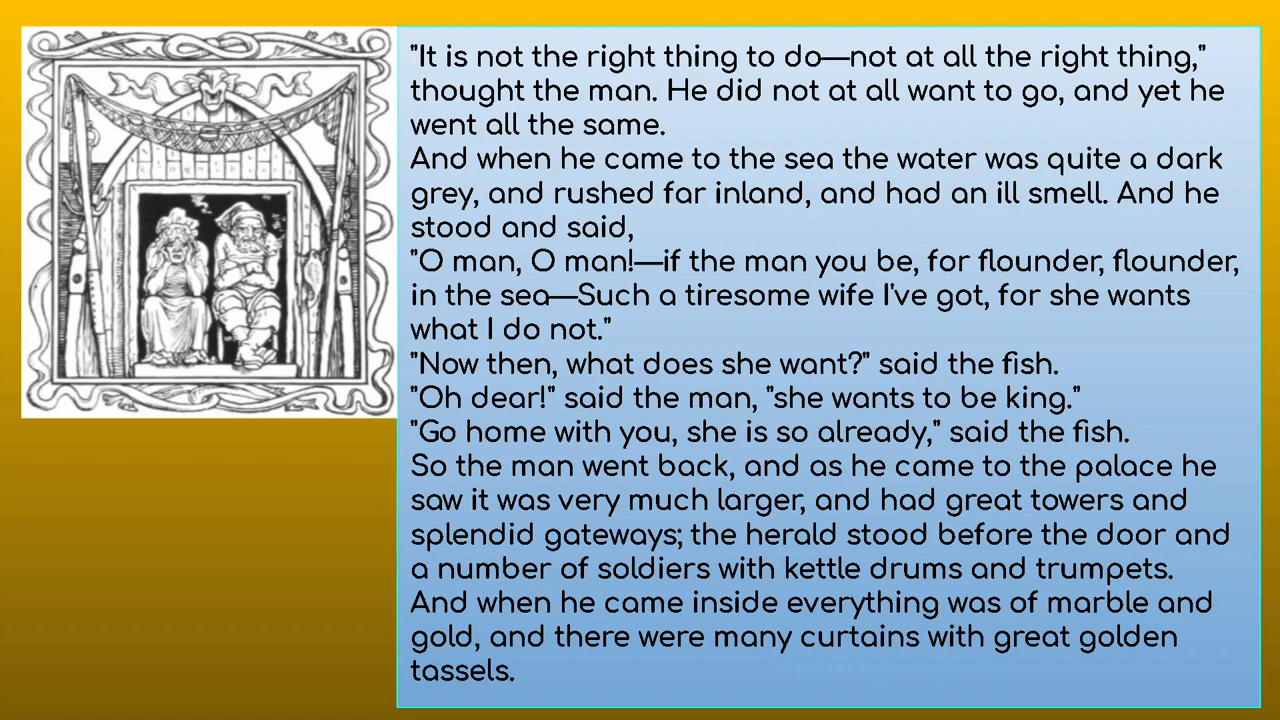 "It is not the right thing to do—not at all the right thing,"
thought the man. He did not at all want to go, and yet he
went all the same.
And when he came to the sea the water was quite a dark
grey, and rushed far inland, and had an ill smell. And he
stood and said,
"O man, O man!—if the man you be, for flounder, flounder,
in the sea—Such a tiresome wife I've got, for she wants
what I do not."
"Now then, what does she want?" said the fish.
"Oh dear!" said the man, "she wants to be king."
"Go home with you, she is so already," said the fish.
So the man went back, and as he came to the palace he
saw it was very much larger, and had great towers and
splendid gateways; the herald stood before the door and
a number of soldiers with kettle drums and trumpets.
And when he came inside everything was of marble and
gold, and there were many curtains with great golden
tassels.